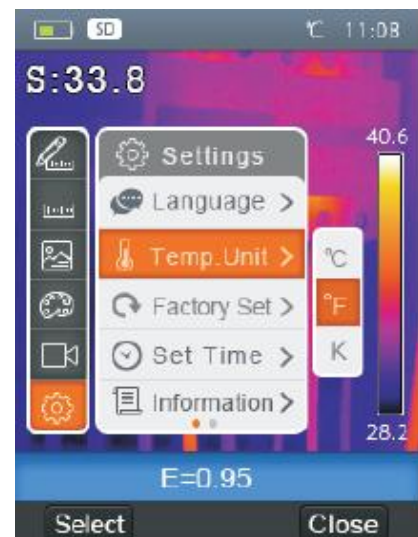 SD ℃ 11:08
S:33.8
40.6
Settings
Language >
Temp.Unit > °C
Factory Set > °F
Set Time > K
Information >
28.2
E=0.95
Select Close